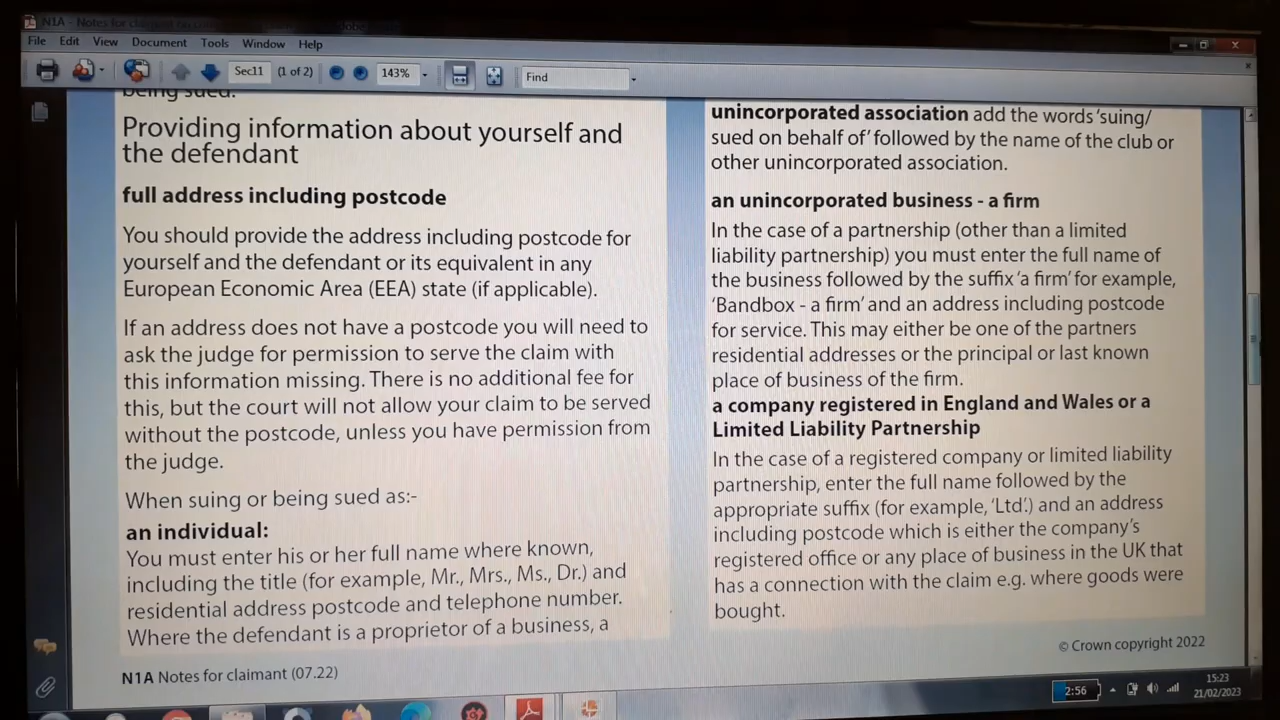 N1A - Notes for claimant on
File Edit View Document Tools Window Help
Sec11 (1 of 2) 143% Find
being sued.
Providing information about yourself and
the defendant
full address including postcode
You should provide the address including postcode for
yourself and the defendant or its equivalent in any
European Economic Area (EEA) state (if applicable).
If an address does not have a postcode you will need to
ask the judge for permission to serve the claim with
this information missing. There is no additional fee for
this, but the court will not allow your claim to be served
without the postcode, unless you have permission from
the judge.
When suing or being sued as:-
an individual:
You must enter his or her full name where known,
including the title (for example, Mr., Mrs., Ms., Dr.) and
residential address postcode and telephone number.
Where the defendant is a proprietor of a business, a
unincorporated association add the words ‘suing/
sued on behalf of’ followed by the name of the club or
other unincorporated association.
an unincorporated business - a firm
In the case of a partnership (other than a limited
liability partnership) you must enter the full name of
the business followed by the suffix ‘a firm’ for example,
‘Bandbox - a firm’ and an address including postcode
for service. This may either be one of the partners
residential addresses or the principal or last known
place of business of the firm.
a company registered in England and Wales or a
Limited Liability Partnership
In the case of a registered company or limited liability
partnership, enter the full name followed by the
appropriate suffix (for example, ‘Ltd’.) and an address
including postcode which is either the company’s
registered office or any place of business in the UK that
has a connection with the claim e.g. where goods were
bought.
N1A Notes for claimant (07.22)
© Crown copyright 2022
2:56
15:23
21/02/2023